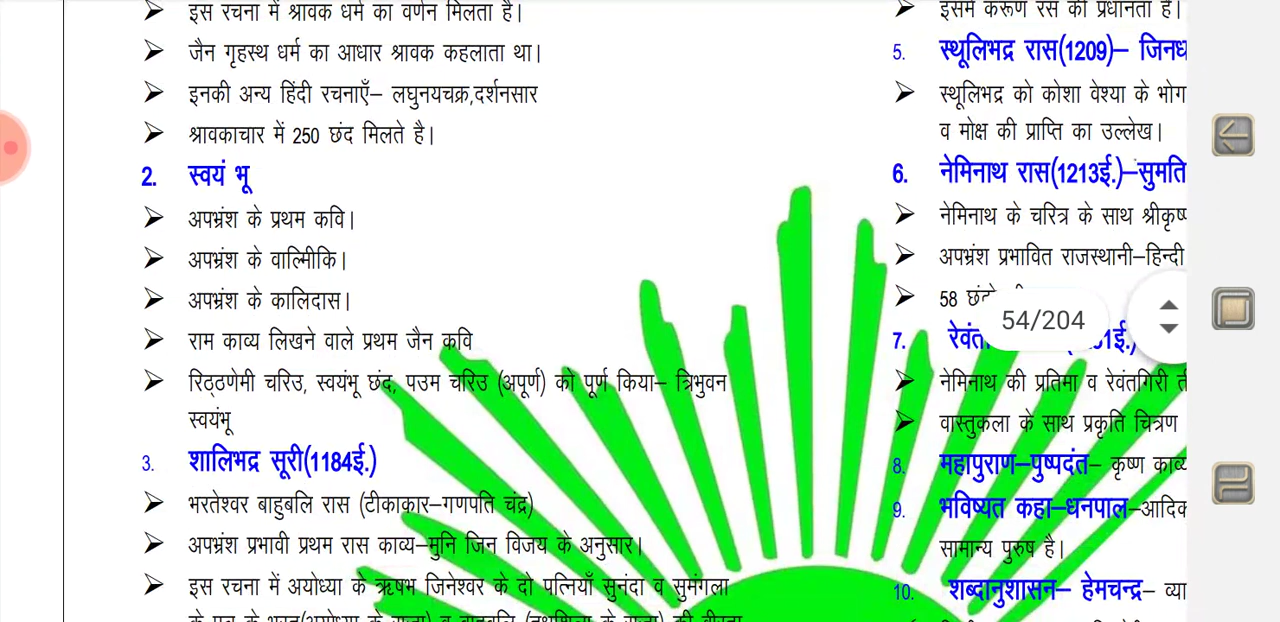 इस रचना में श्रावक धर्म का वर्णन मिलता है।
➢ जैन गृहस्थ धर्म का आधार श्रावक कहलाता था।
➢ इनकी अन्य हिंदी रचनाएँ– लघुनयचक्र,दर्शनसार
➢ श्रावकाचार में 250 छंद मिलते है।
2. स्वयं भू
➢ अपभ्रंश के प्रथम कवि।
➢ अपभ्रंश के वाल्मिीकि।
➢ अपभ्रंश के कालिदास।
➢ राम काव्य लिखने वाले प्रथम जैन कवि
➢ रिठ्ठणेमी चरिउ, स्वयंभू छंद, पउम चरिउ (अपूर्ण) को पूर्ण किया– त्रिभुवन
स्वयंभू
3. शालिभद्र सूरी(1184ई.)
➢ भरतेश्वर बाहुबलि रास (टीकाकार–गणपति चंद्र)
➢ अपभ्रंश प्रभावी प्रथम रास काव्य–मुनि जिन विजय के अनुसार।
➢ इस रचना में अयोध्या के ऋषभ जिनेश्वर के दो पत्नियाँ सुनंदा व सुमंगला
इसमें करूण रस की प्रधानता है।
5. स्थूलिभद्र रास(1209)– जिनध
➢ स्थूलिभद्र को कोशा वेश्या के भोग
व मोक्ष की प्राप्ति का उल्लेख।
6. नेमिनाथ रास(1213ई.)–सुमति
➢ नेमिनाथ के चरित्र के साथ श्रीकृष्ण
➢ अपभ्रंश प्रभावित राजस्थानी–हिन्दी
➢ 58
54/204
7.
➢ नेमिनाथ की प्रतिमा व रेवंतगिरी
➢ वास्तुकला के साथ प्रकृति चित्रण
8. महापुराण–पुष्पदंत– कृष्ण काव्य
9. भविष्यत कहा–धनपाल–आदिक
सामान्य पुरुष है।
10. शब्दानुशासन– हेमचन्द्र– व्या